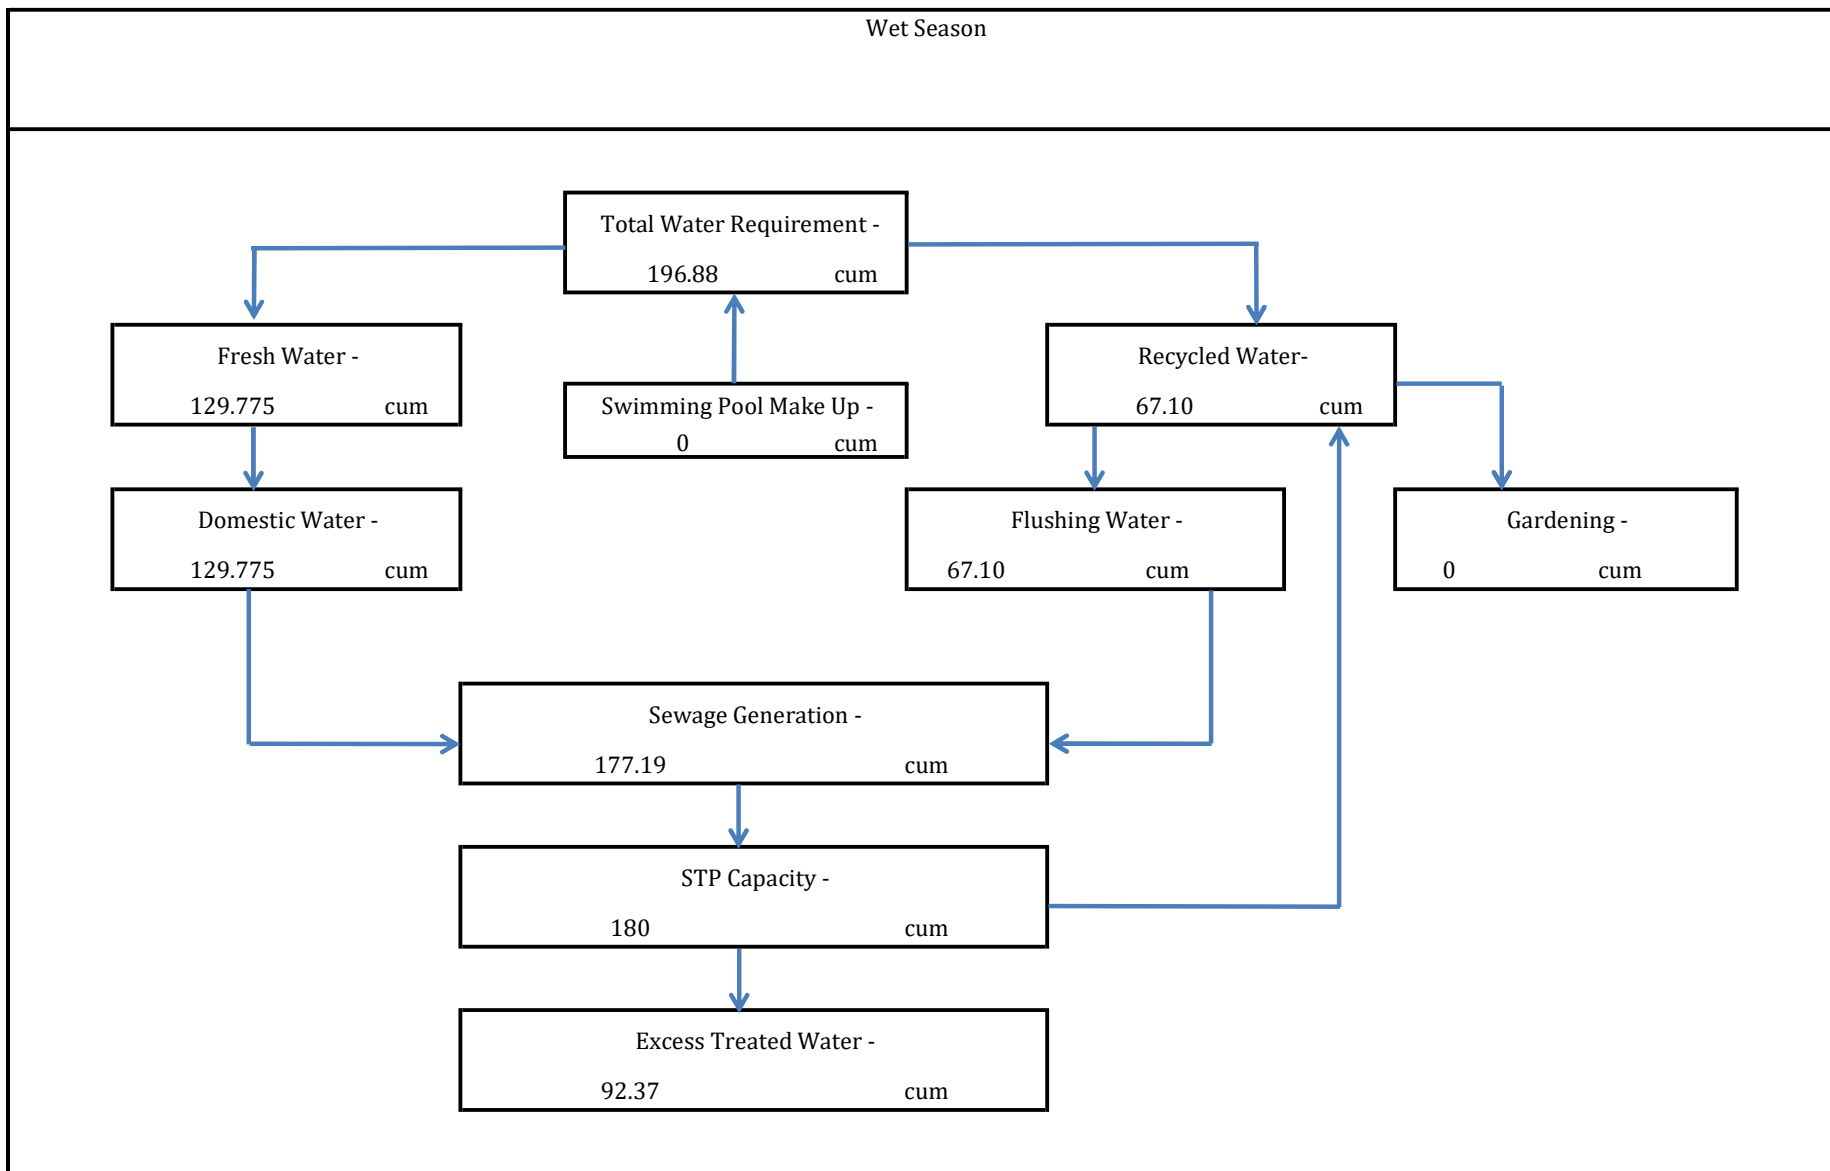 Wet Season
Total Water Requirement -
196.88 cum
Fresh Water -
129.775 cum
Swimming Pool Make Up -
0 cum
Recycled Water-
67.10 cum
Domestic Water -
129.775 cum
Flushing Water -
67.10 cum
Gardening -
0 cum
Sewage Generation -
177.19 cum
STP Capacity -
180 cum
Excess Treated Water -
92.37 cum